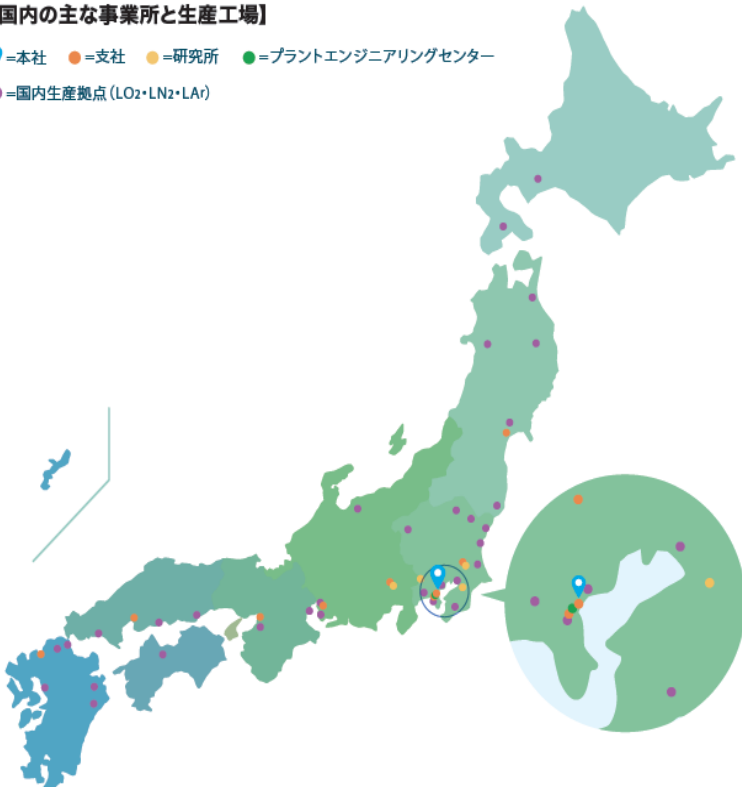 国内の主な事業所と生産工場】
=本社 =支社 =研究所 =プラントエンジニアリングセンター
=国内生産拠点(LO2・LN2・LAr)